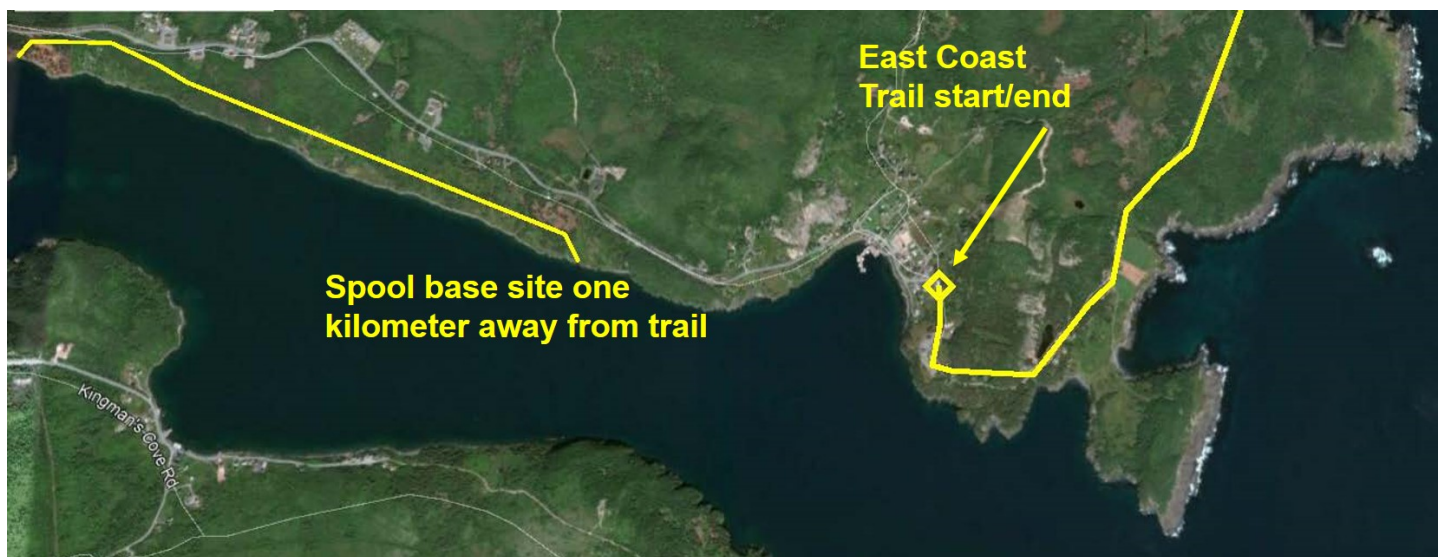 East Coast
Trail start/end
Spool base site one
kilometer away from trail
Kingman's Cove Rd